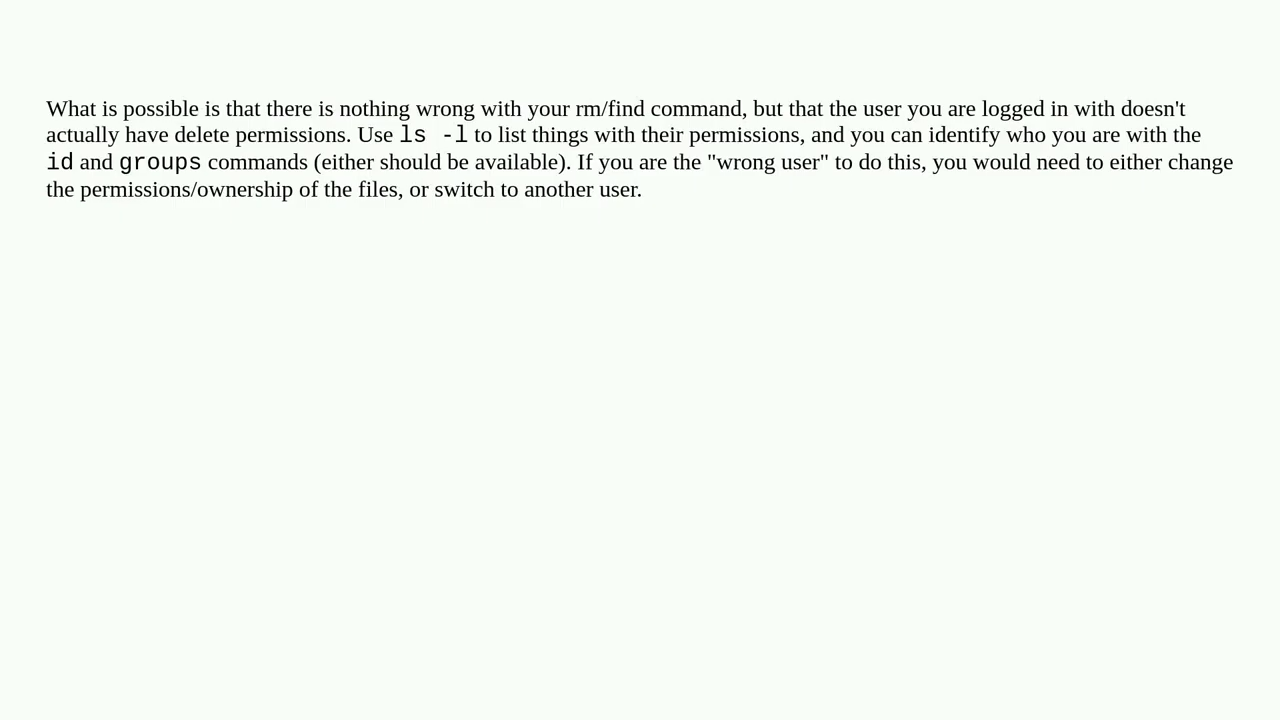 What is possible is that there is nothing wrong with your rm/find command, but that the user you are logged in with doesn't
actually have delete permissions. Use ls -l to list things with their permissions, and you can identify who you are with the
id and groups commands (either should be available). If you are the "wrong user" to do this, you would need to either change
the permissions/ownership of the files, or switch to another user.